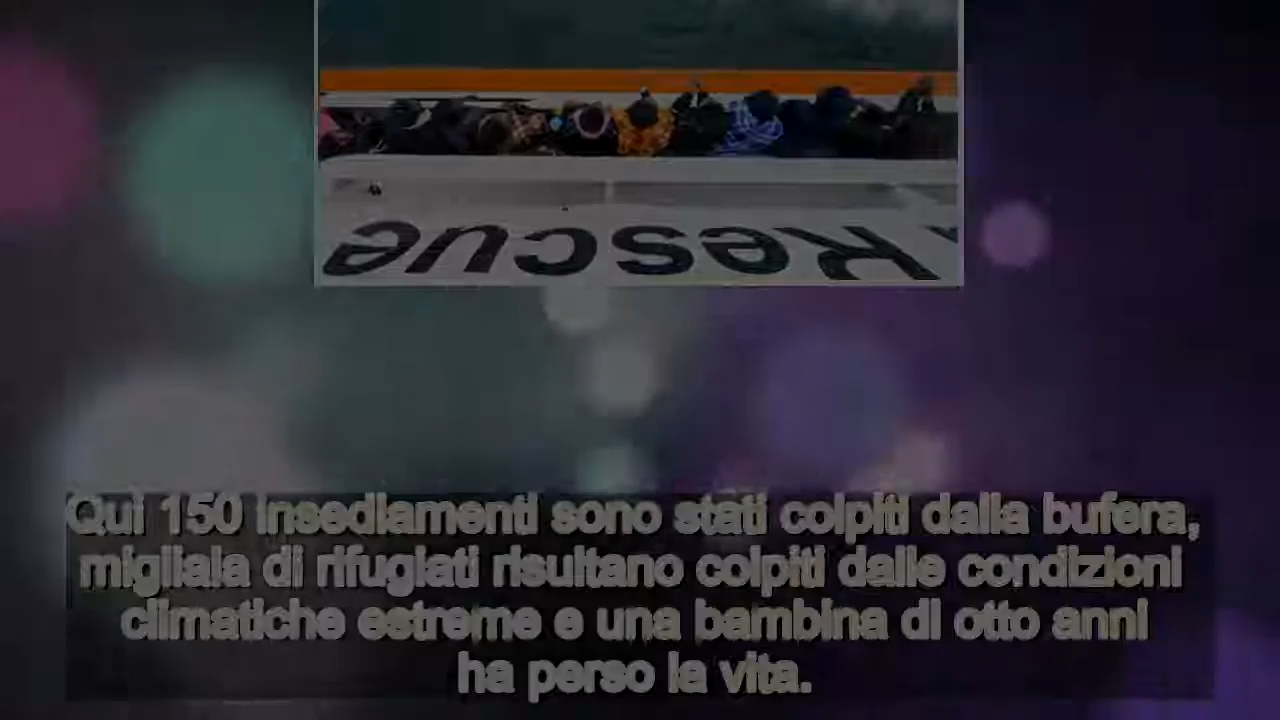 Rescue
Qui 150 insediamenti sono stati colpiti dalla bufera,
migliaia di rifugiati risultano colpiti dalle condizioni
climatiche estreme e una bambina di otto anni
ha perso la vita.